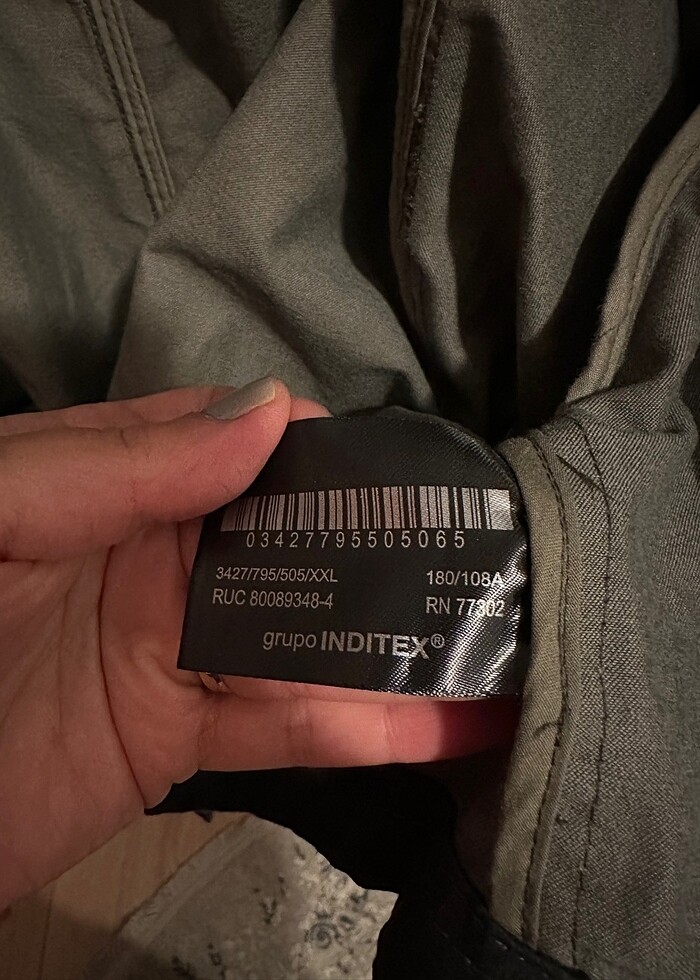 03427795505065
3427/795/505/XXL 180/108A
RUC 80089348-4 RN 77302
grupo INDITEX®